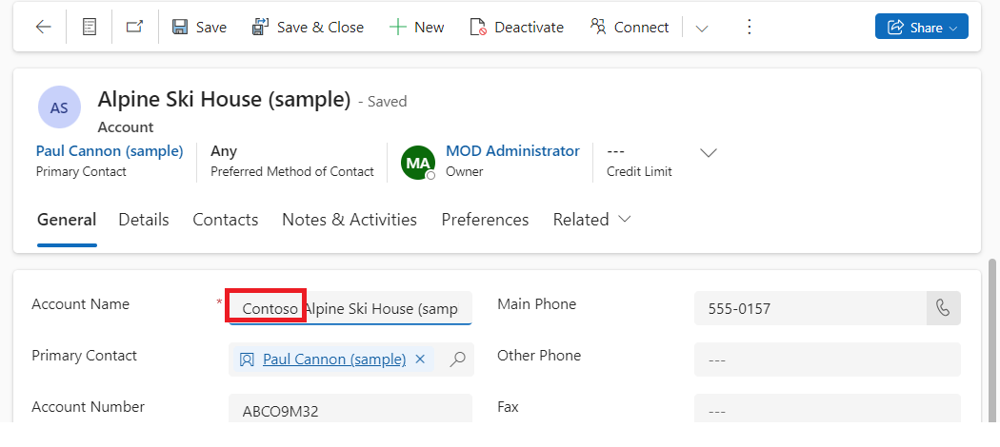 Save Save & Close New Deactivate Connect Share
AS
Alpine Ski House (sample) - Saved
Account
Paul Cannon (sample) Any MA MOD Administrator ---
Primary Contact Preferred Method of Contact Owner Credit Limit
General Details Contacts Notes & Activities Preferences Related
Account Name * Contoso Alpine Ski House (samp Main Phone 555-0157
Primary Contact Paul Cannon (sample) Other Phone ---
Account Number ABCO9M32 Fax ---